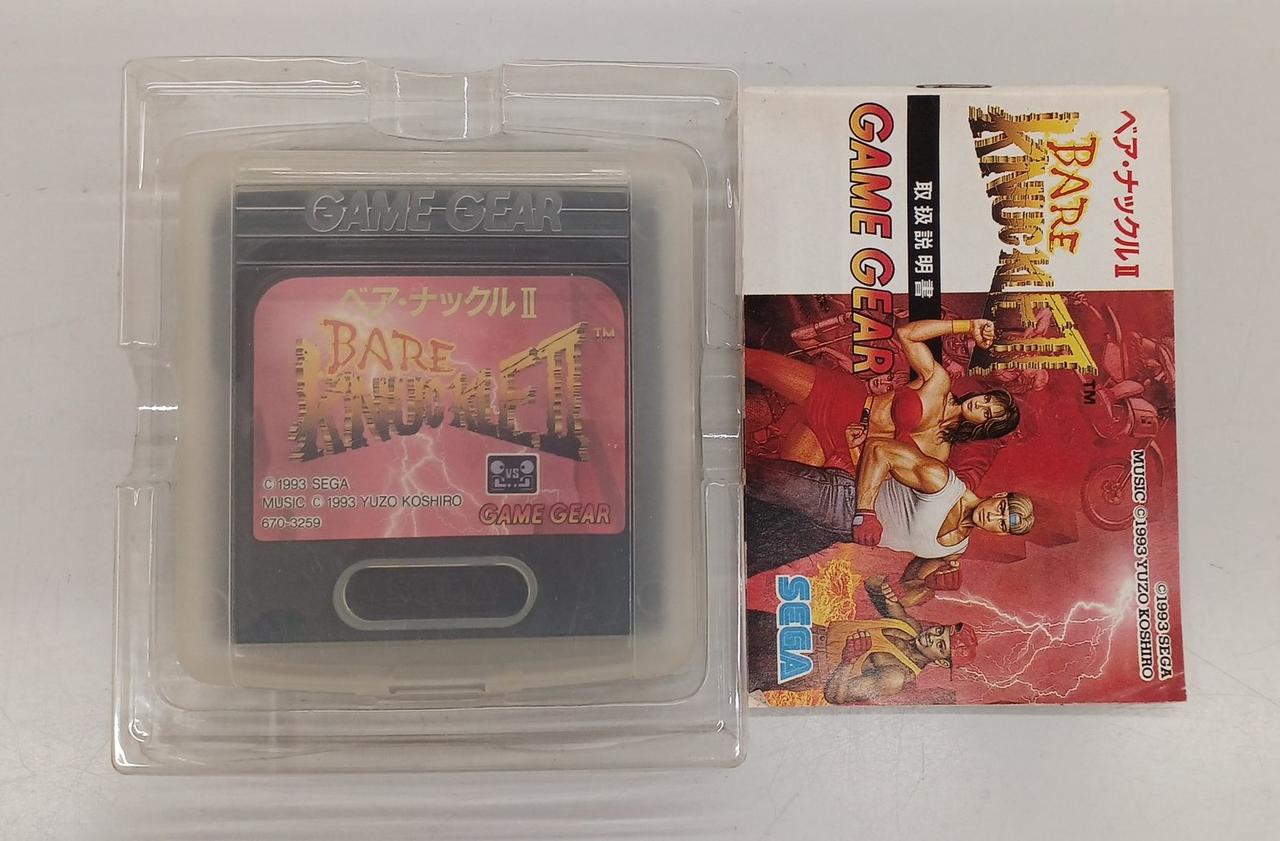 GAME GEAR
ベア・ナックルⅡ
BARE
KNUCKLE II
™
© 1993 SEGA
MUSIC © 1993 YUZO KOSHIRO
670-3259
VS
GAME GEAR
ベア・ナックルⅡ
BARE
KNUCKLE II
™
取扱説明書
GAME GEAR
©1993 SEGA
MUSIC ©1993 YUZO KOSHIRO
SEGA